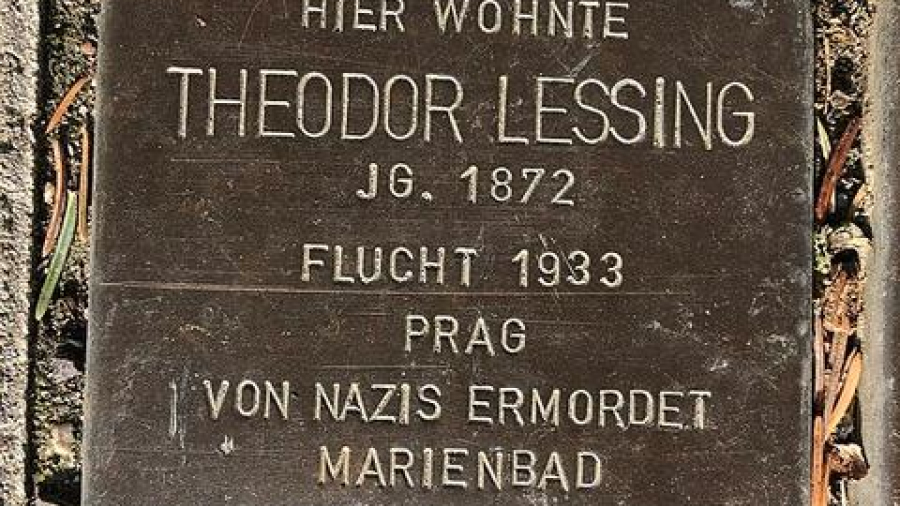 HIER WOHNTE
THEODOR LESSING
JG. 1872
FLUCHT 1933
PRAG
VON NAZIS ERMORDET
MARIENBAD